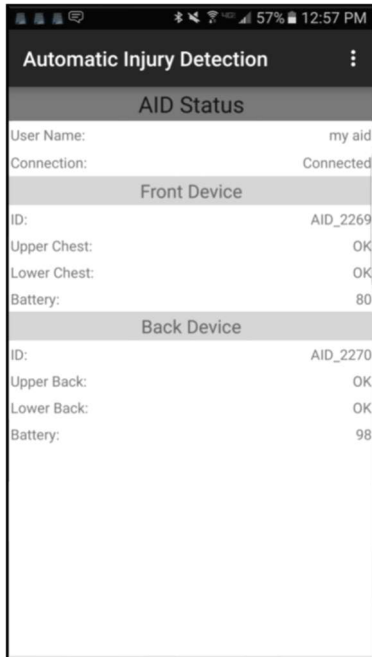 57% 12:57 PM
Automatic Injury Detection
AID Status
User Name: my aid
Connection: Connected
Front Device
ID: AID_2269
Upper Chest: OK
Lower Chest: OK
Battery: 80
Back Device
ID: AID_2270
Upper Back: OK
Lower Back: OK
Battery: 98